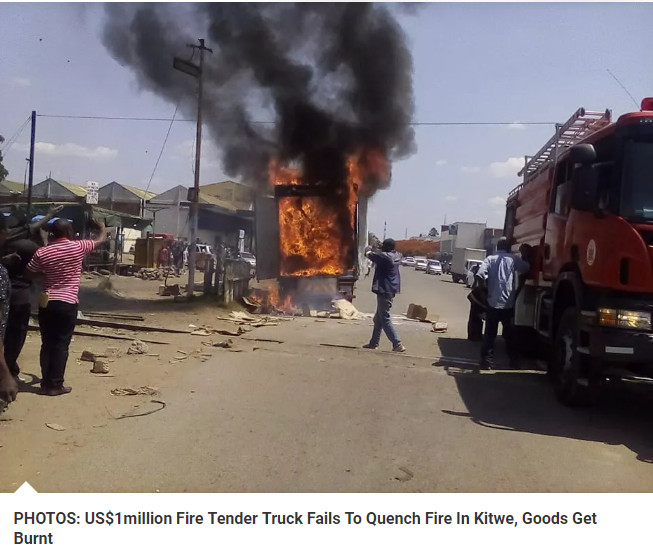 PHOTOS: US$1million Fire Tender Truck Fails To Quench Fire In Kitwe, Goods Get
Burnt